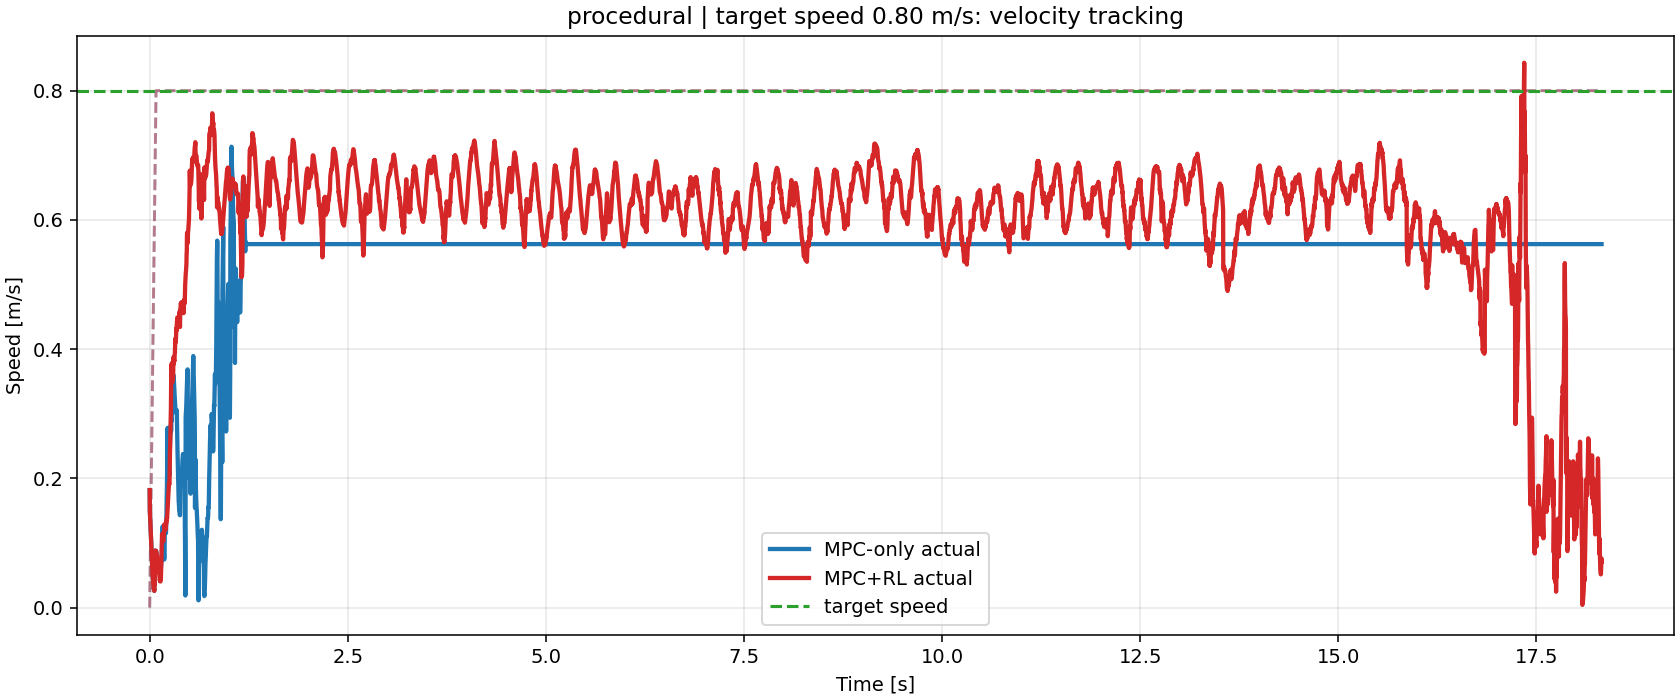 procedural | target speed 0.80 m/s: velocity tracking
Speed [m/s]
0.8
0.6
0.4
0.2
0.0
MPC-only actual
MPC+RL actual
target speed
0.0 2.5 5.0 7.5 10.0 12.5 15.0 17.5
Time [s]